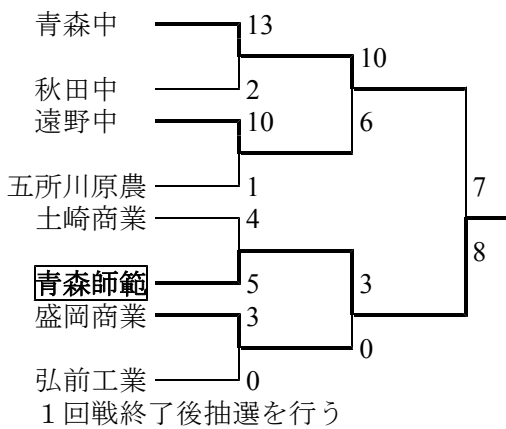 青森中 13
10
秋田中 2
遠野中 10
6
五所川原農 1
7
土崎商業 4
8
青森師範 5
3
盛岡商業 3
0
弘前工業 0
1回戦終了後抽選を行う